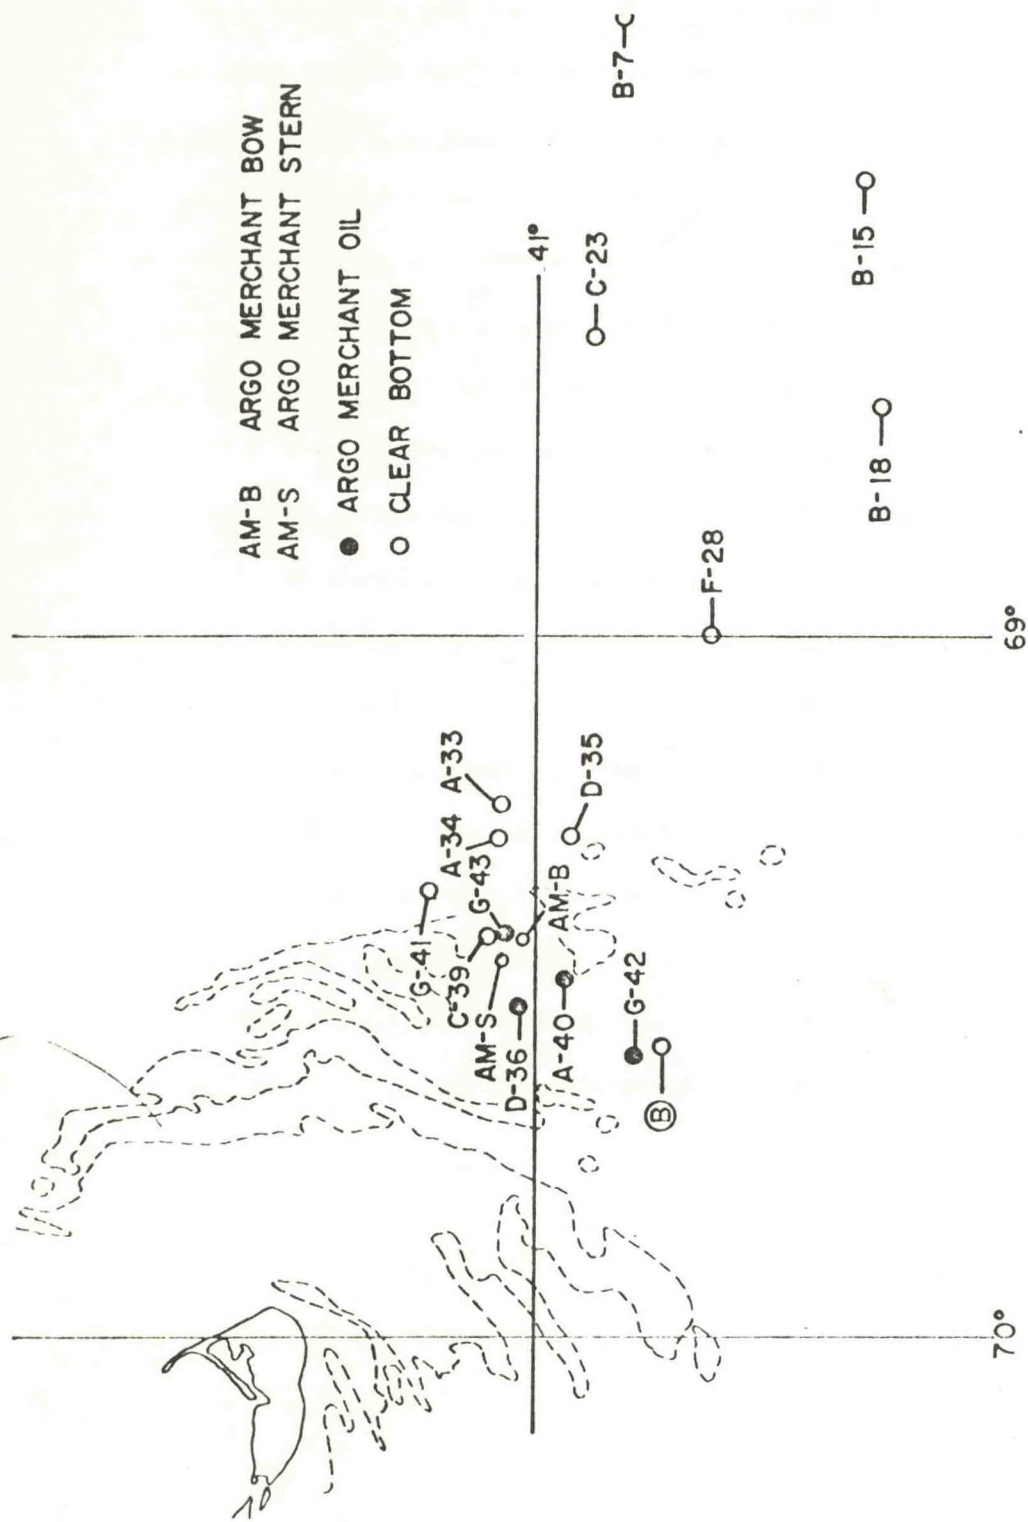 AM-B ARGO MERCHANT BOW
AM-S ARGO MERCHANT STERN
● ARGO MERCHANT OIL
○ CLEAR BOTTOM
G-41
A-34
A-33
G-43
C-39
AM-S
D-36
AM-B
A-40
D-35
G-42
B
41°
C-23
B-7
F-28
B-18
B-15
70°
69°